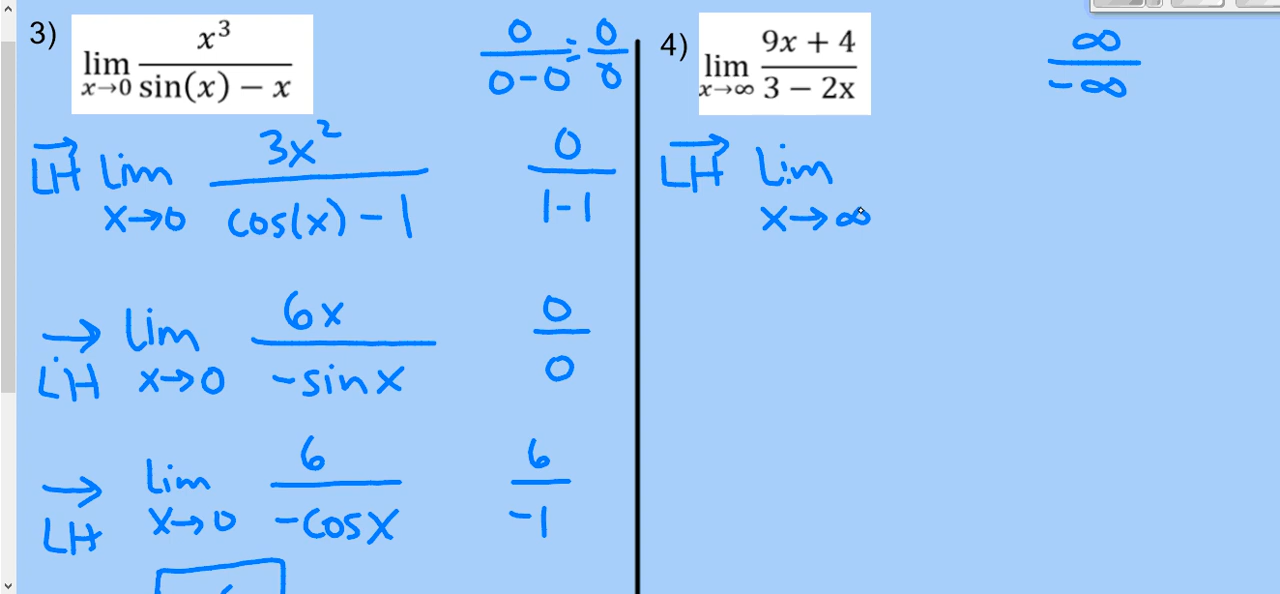 3) lim x→0 x³ / (sin(x) − x)
0/(0-0) = 0/0
LH→ Lim x→0 3x² / (cos(x) - 1)
0/(1-1)
→LH Lim x→0 6x / (-sinx)
0/0
→LH Lim x→0 6 / (-cosx)
6/-1
4) lim x→∞ (9x + 4) / (3 − 2x)
∞/-∞
LH→ Lim x→∞